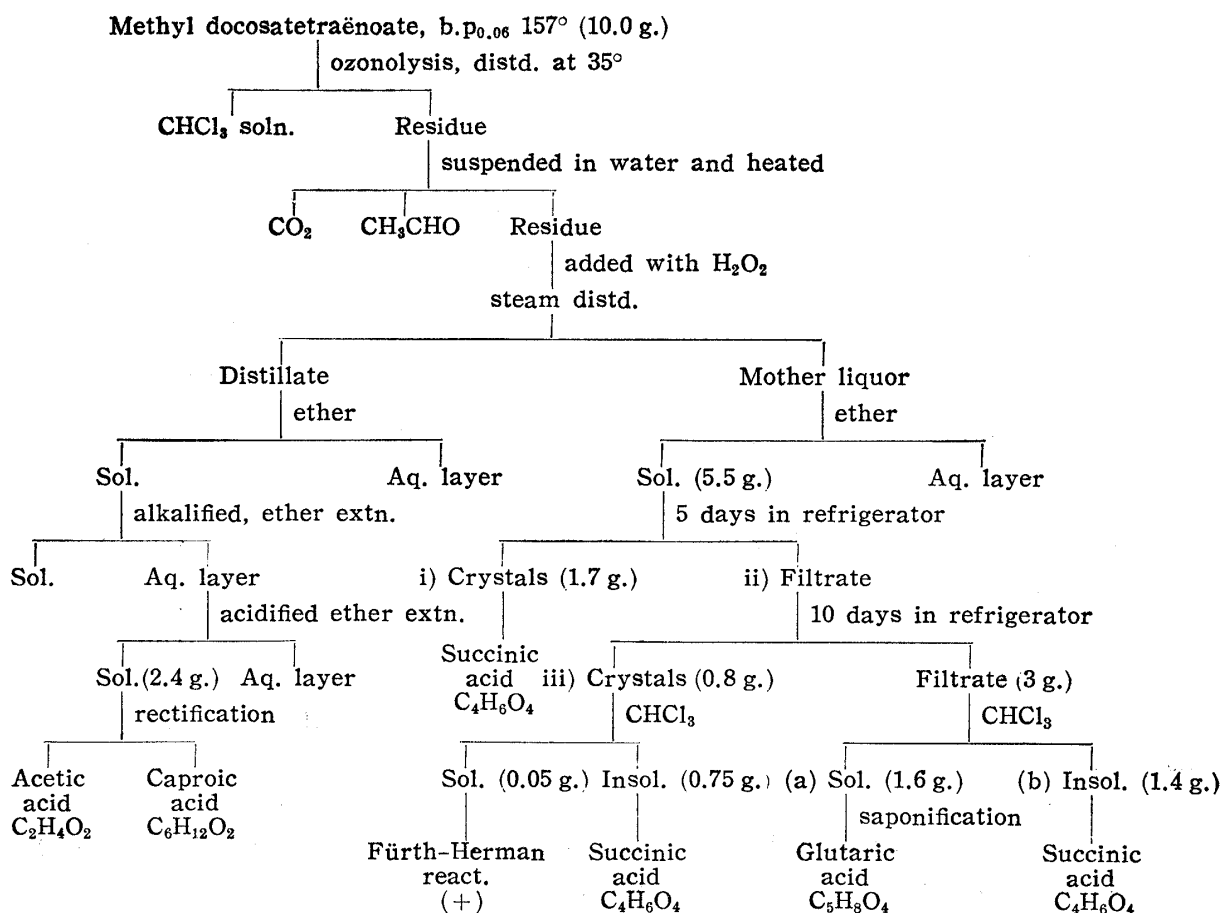 Methyl docosatetraënoate, b.p0.06 157° (10.0 g.)
ozonolysis, distd. at 35°
CHCl3 soln. Residue
suspended in water and heated
CO2 CH3CHO Residue
added with H2O2
steam distd.
Distillate Mother liquor
ether ether
Sol. Aq. layer Sol. (5.5 g.) Aq. layer
alkalified, ether extn. 5 days in refrigerator
Sol. Aq. layer i) Crystals (1.7 g.) ii) Filtrate
acidified ether extn. 10 days in refrigerator
Sol.(2.4 g.) Aq. layer Succinic acid C4H6O4 iii) Crystals (0.8 g.) Filtrate (3 g.)
rectification CHCl3 CHCl3
Acetic acid C2H4O2 Caproic acid C6H12O2 Sol. (0.05 g.) Insol. (0.75 g.) (a) Sol. (1.6 g.) (b) Insol. (1.4 g.)
saponification
Fürth-Herman Succinic Glutaric Succinic
react. acid acid acid
(+) C4H6O4 C5H8O4 C4H6O4